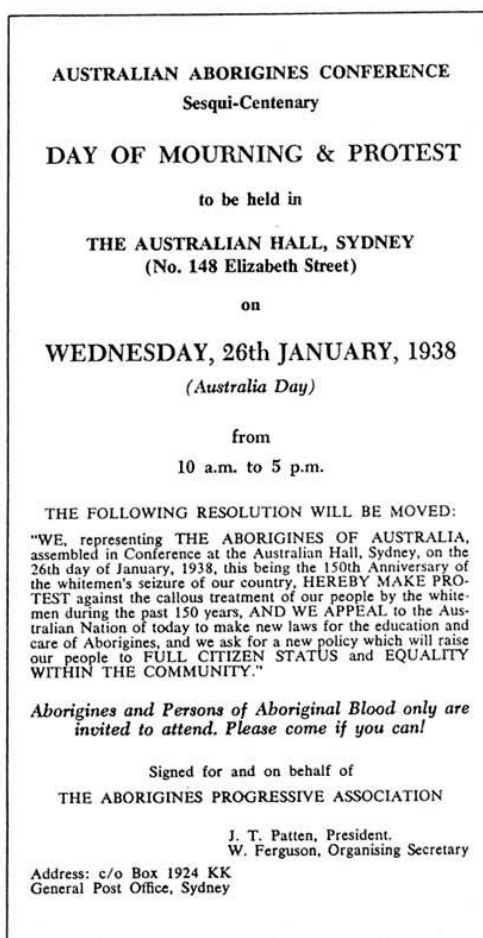 AUSTRALIAN ABORIGINES CONFERENCE
Sesqui-Centenary
DAY OF MOURNING & PROTEST
to be held in
THE AUSTRALIAN HALL, SYDNEY
(No. 148 Elizabeth Street)
on
WEDNESDAY, 26th JANUARY, 1938
(Australia Day)
from
10 a.m. to 5 p.m.
THE FOLLOWING RESOLUTION WILL BE MOVED:
"WE, representing THE ABORIGINES OF AUSTRALIA,
assembled in Conference at the Australian Hall, Sydney, on the
26th day of January, 1938, this being the 150th Anniversary of
the whitemen's seizure of our country, HEREBY MAKE PRO-
TEST against the callous treatment of our people by the white-
men during the past 150 years, AND WE APPEAL to the Aus-
tralian Nation of today to make new laws for the education and
care of Aborigines, and we ask for a new policy which will raise
our people to FULL CITIZEN STATUS and EQUALITY
WITHIN THE COMMUNITY."
Aborigines and Persons of Aboriginal Blood only are
invited to attend. Please come if you can!
Signed for and on behalf of
THE ABORIGINES PROGRESSIVE ASSOCIATION
J. T. Patten, President.
W. Ferguson, Organising Secretary
Address: c/o Box 1924 KK
General Post Office, Sydney